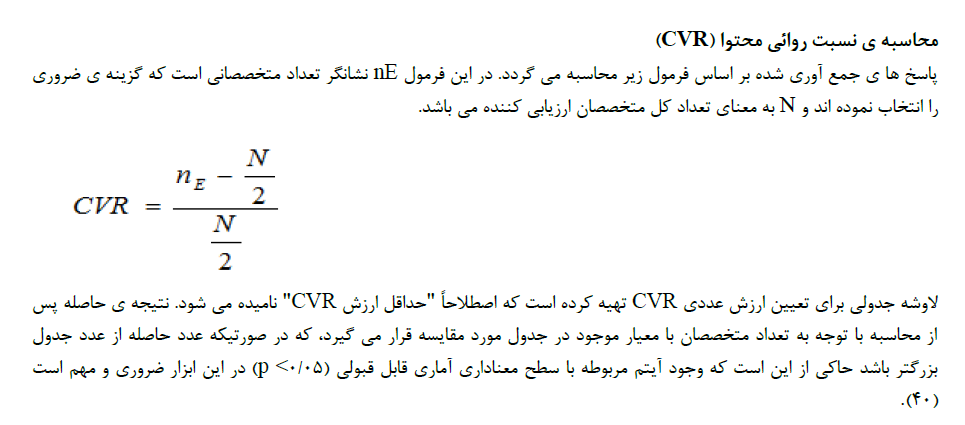 محاسبه ی نسبت روائی محتوا (CVR)
پاسخ ها ی جمع آوری شده بر اساس فرمول زیر محاسبه می گردد. در این فرمول nE نشانگر تعداد متخصصانی است که گزینه ی ضروری
را انتخاب نموده اند و N به معنای تعداد کل متخصصان ارزیابی کننده می باشد.
CVR = (n_E − N/2) / (N/2)
لاوشه جدولی برای تعیین ارزش عددی CVR تهیه کرده است که اصطلاحاً "حداقل ارزش CVR" نامیده می شود. نتیجه ی حاصله پس
از محاسبه با توجه به تعداد متخصصان با معیار موجود در جدول مورد مقایسه قرار می گیرد، که در صورتیکه عدد حاصله از عدد جدول
بزرگتر باشد حاکی از این است که وجود آیتم مربوطه با سطح معناداری آماری قابل قبولی (p <۰/۰۵) در این ابزار ضروری و مهم است
(۴۰).